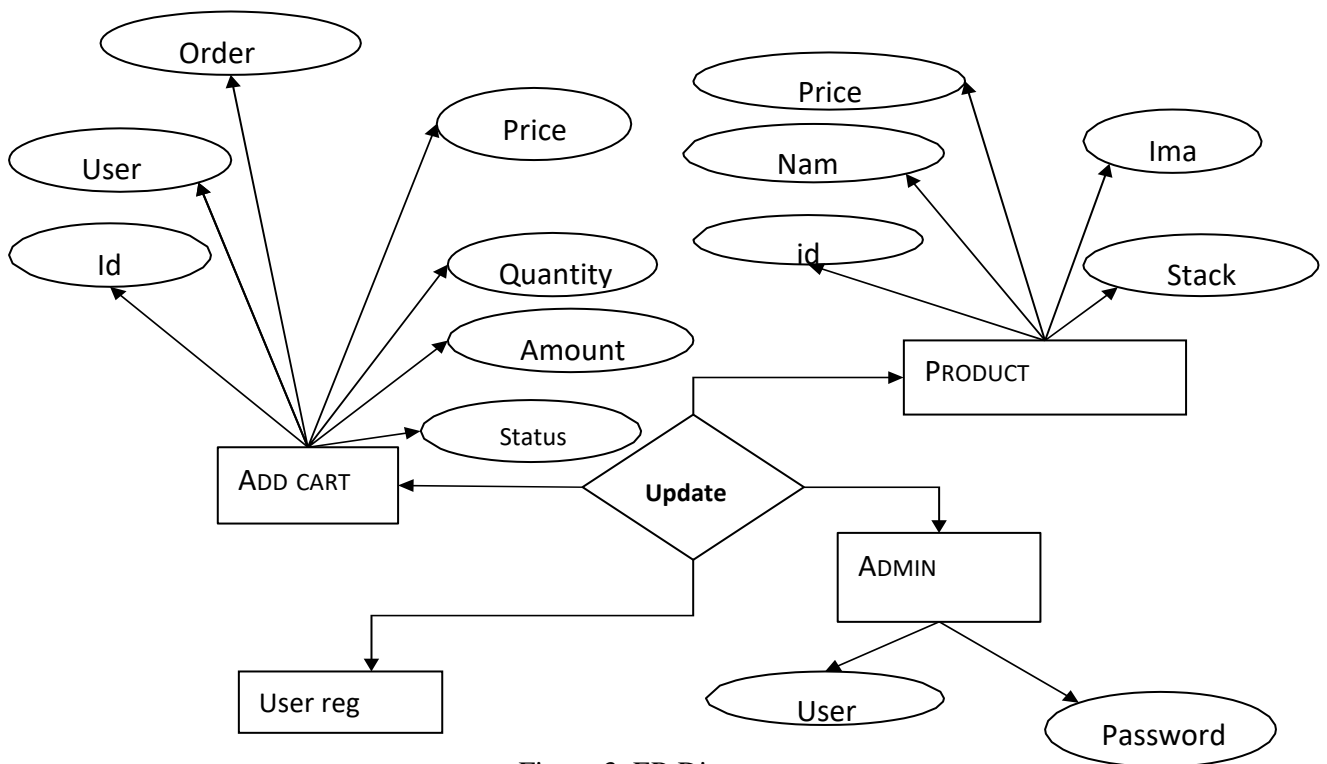 Order
Price
User
Id
Quantity
Amount
Status
ADD CART
Price
Nam
Ima
id
Stack
PRODUCT
Update
ADMIN
User reg
User
Password